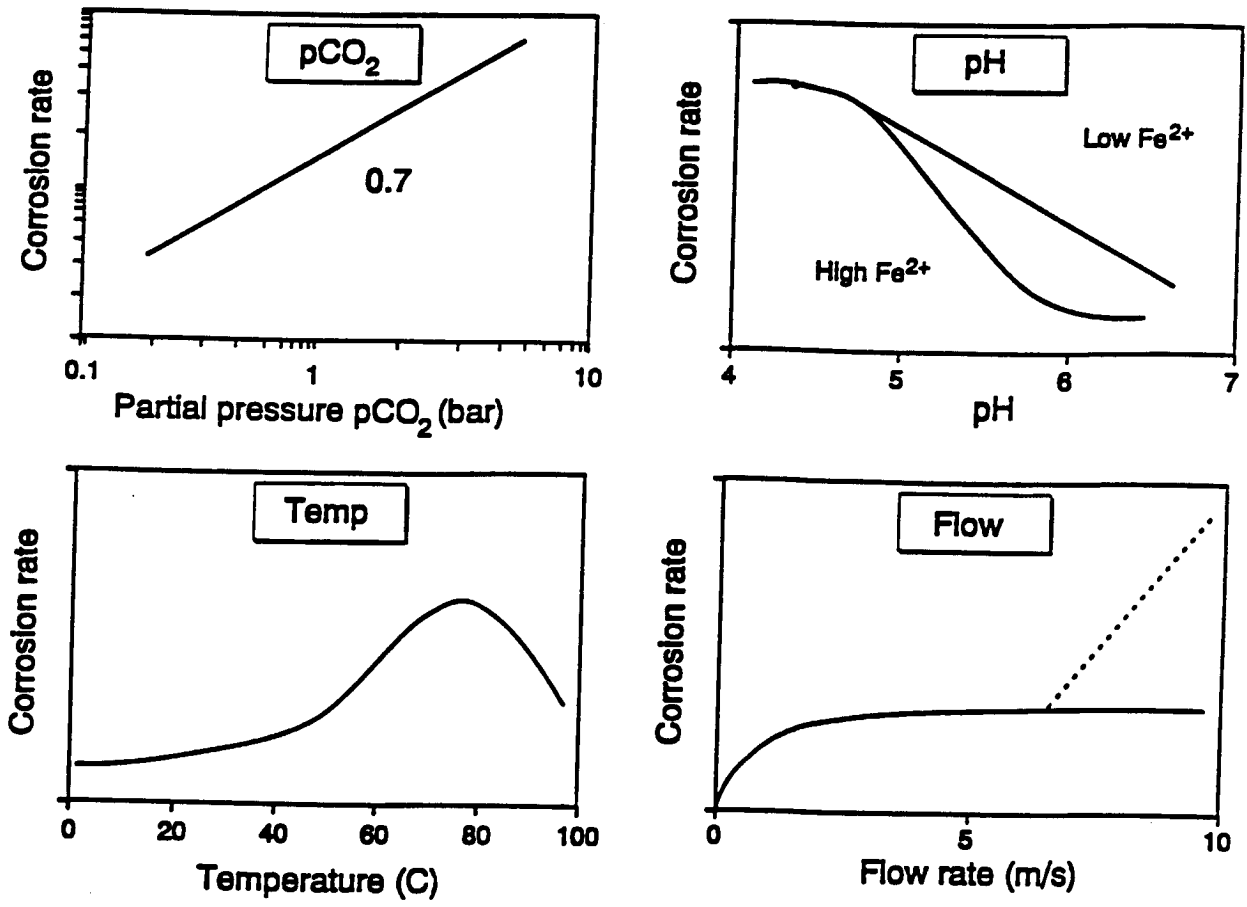 pCO₂
Corrosion rate
0.7
0.1 1 10
Partial pressure pCO₂ (bar)
pH
Corrosion rate
Low Fe²⁺
High Fe²⁺
4 5 6 7
pH
Temp
Corrosion rate
0 20 40 60 80 100
Temperature (C)
Flow
Corrosion rate
0 5 10
Flow rate (m/s)